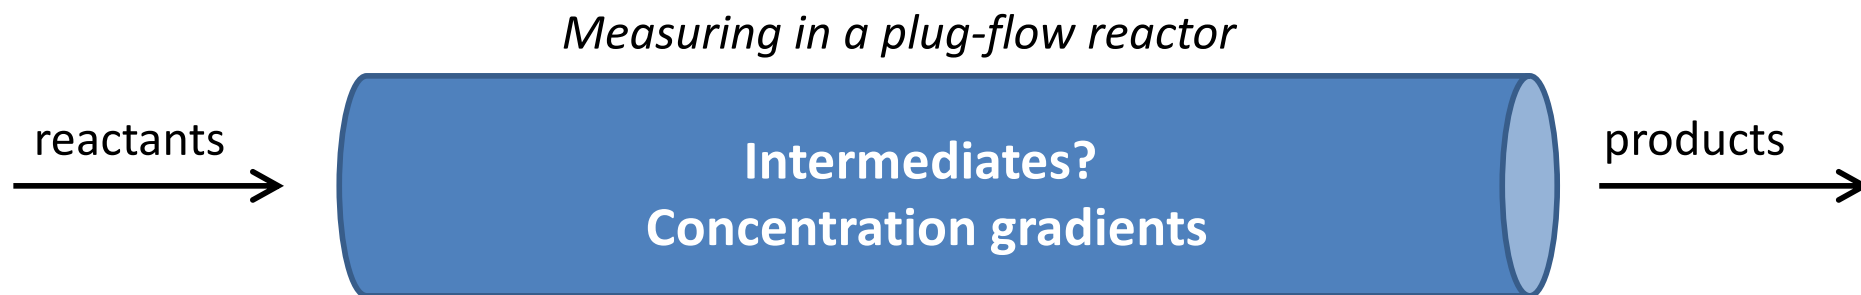 Measuring in a plug-flow reactor
reactants
Intermediates?
Concentration gradients
products